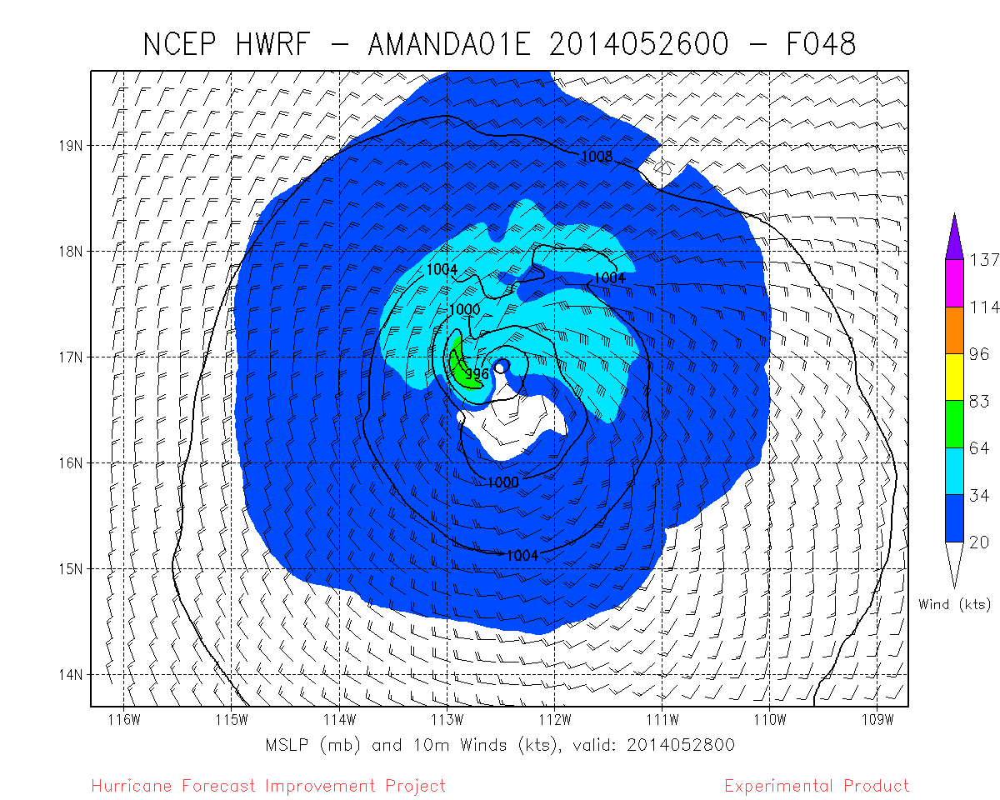 NCEP HWRF – AMANDA01E 2014052600 – F048
19N
18N
17N
16N
15N
14N
1008
1004
1004
1000
996
1000
1004
116W 115W 114W 113W 112W 111W 110W 109W
137
114
96
83
64
34
20
Wind (kts)
MSLP (mb) and 10m Winds (kts), valid: 2014052800
Hurricane Forecast Improvement Project
Experimental Product